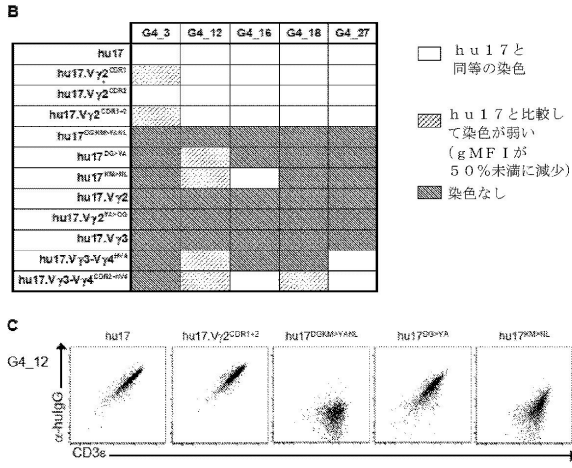 B
G4_3 G4_12 G4_16 G4_18 G4_27
hu17
hu17.Vγ2CDR1
hu17.Vγ2CDR2
hu17.Vγ2CDR1+2
hu17DGKM>YANL
hu17DG>YA
hu17KM>NL
hu17.Vγ2
hu17.Vγ2YA>DG
hu17.Vγ3
hu17.Vγ3-Vγ4HV4
hu17.Vγ3-Vγ4CDR2+HV4
hu17と
同等の染色
hu17と比較し
て染色が弱い
(gMFIが
50%未満に減少)
染色なし
C
hu17 hu17.Vγ2CDR1+2 hu17DGKM>YANL hu17DG>YA hu17KM>NL
G4_12
α-huIgG
CD3ε